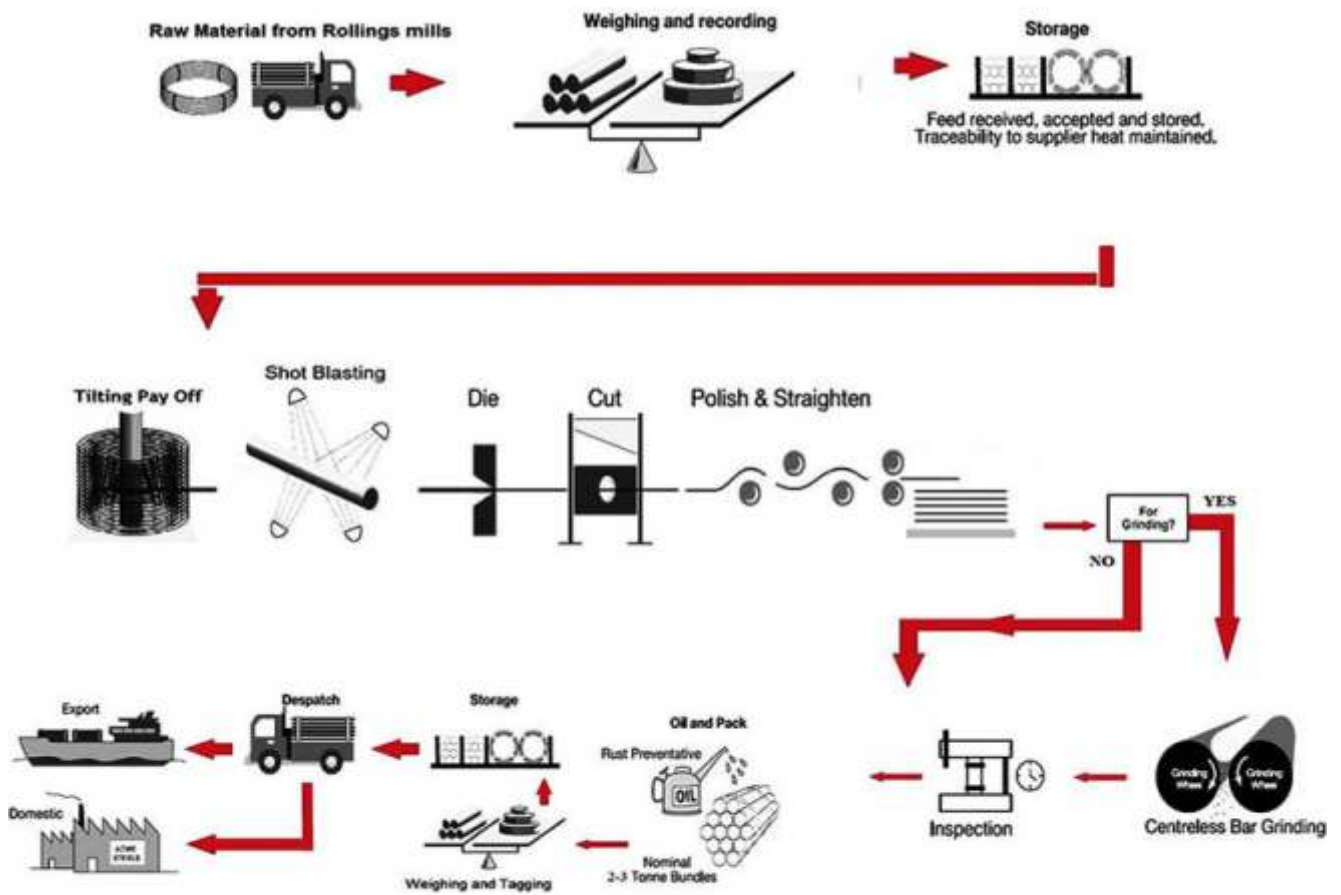 Raw Material from Rollings mills
Weighing and recording
Storage
Feed received, accepted and stored.
Traceability to supplier heat maintained.
Tilting Pay Off
Shot Blasting
Die
Cut
Polish & Straighten
For
Grinding?
YES
NO
Export
Despatch
Storage
Oil and Pack
Rust Preventative
OIL
Grinding
Wheel
Grinding
Wheel
Domestic
ACME
STEELS
Inspection
Centreless Bar Grinding
Weighing and Tagging
Nominal
2-3 Tonne Bundles